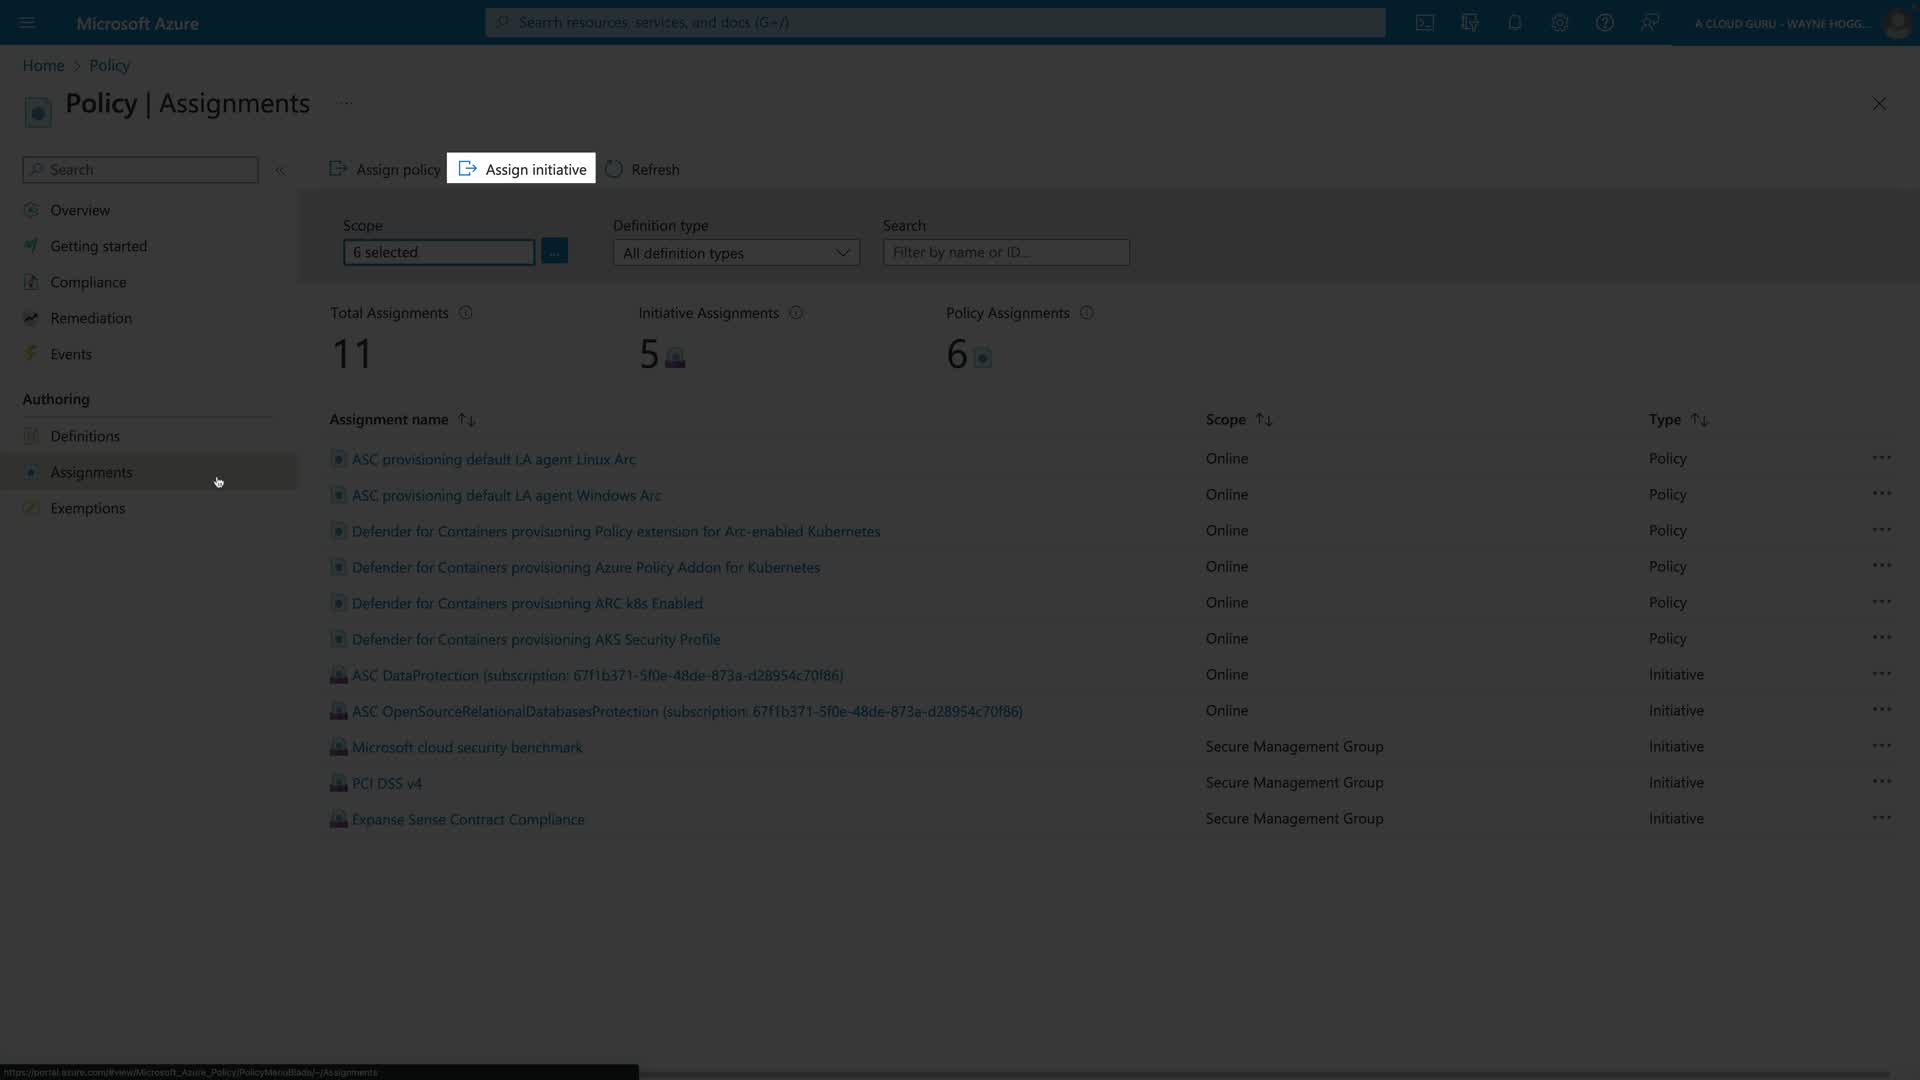 Microsoft Azure
Search resources, services, and docs (G+/)
A CLOUD GURU - WAYNE HOGG...
Home > Policy
Policy | Assignments ...
Search «
Assign policy Assign initiative Refresh
Overview
Getting started
Compliance
Remediation
Events
Authoring
Definitions
Assignments
Exemptions
Scope Definition type Search
6 selected ... All definition types Filter by name or ID...
Total Assignments Initiative Assignments Policy Assignments
11 5 6
Assignment name ↑↓ Scope ↑↓ Type ↑↓
ASC provisioning default LA agent Linux Arc Online Policy ...
ASC provisioning default LA agent Windows Arc Online Policy ...
Defender for Containers provisioning Policy extension for Arc-enabled Kubernetes Online Policy ...
Defender for Containers provisioning Azure Policy Addon for Kubernetes Online Policy ...
Defender for Containers provisioning ARC k8s Enabled Online Policy ...
Defender for Containers provisioning AKS Security Profile Online Policy ...
ASC DataProtection (subscription: 67f1b371-5f0e-48de-873a-d28954c70f86) Online Initiative ...
ASC OpenSourceRelationalDatabasesProtection (subscription: 67f1b371-5f0e-48de-873a-d28954c70f86) Online Initiative ...
Microsoft cloud security benchmark Secure Management Group Initiative ...
PCI DSS v4 Secure Management Group Initiative ...
Expanse Sense Contract Compliance Secure Management Group Initiative ...
https://portal.azure.com/#view/Microsoft_Azure_Policy/PolicyMenuBlade/~/Assignments